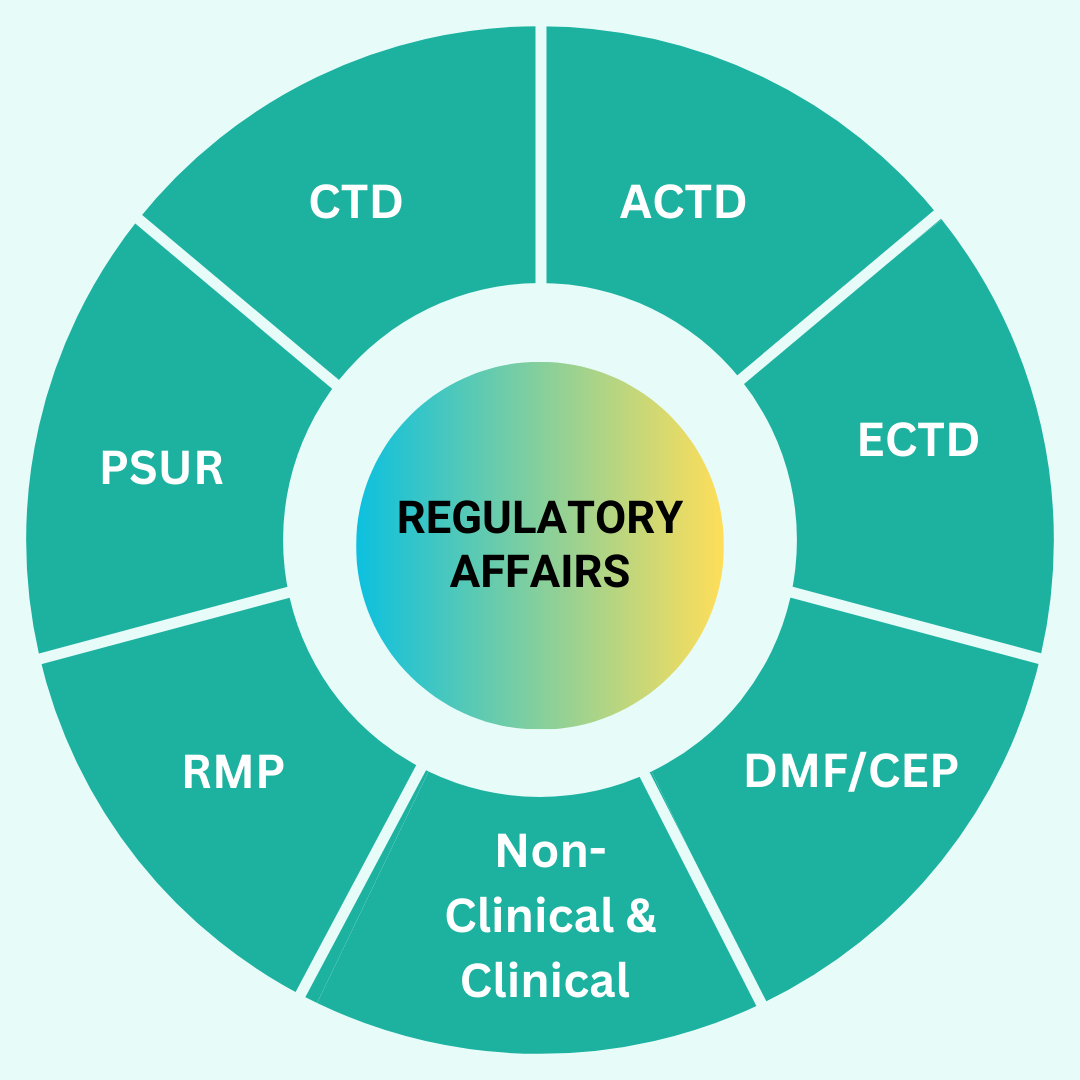 CTD
ACTD
PSUR
ECTD
REGULATORY
AFFAIRS
RMP
DMF/CEP
Non-
Clinical &
Clinical